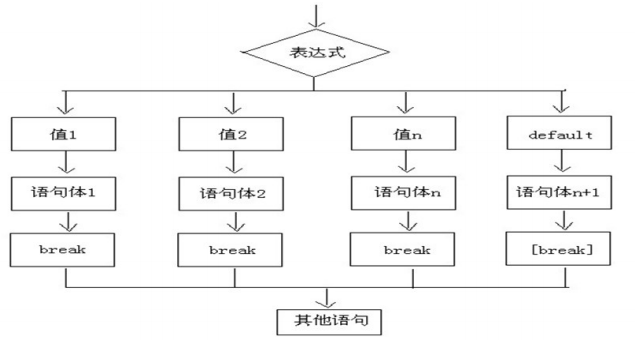 表达式
值1
值2
值n
default
语句体1
语句体2
语句体n
语句体n+1
break
break
break
[break]
其他语句